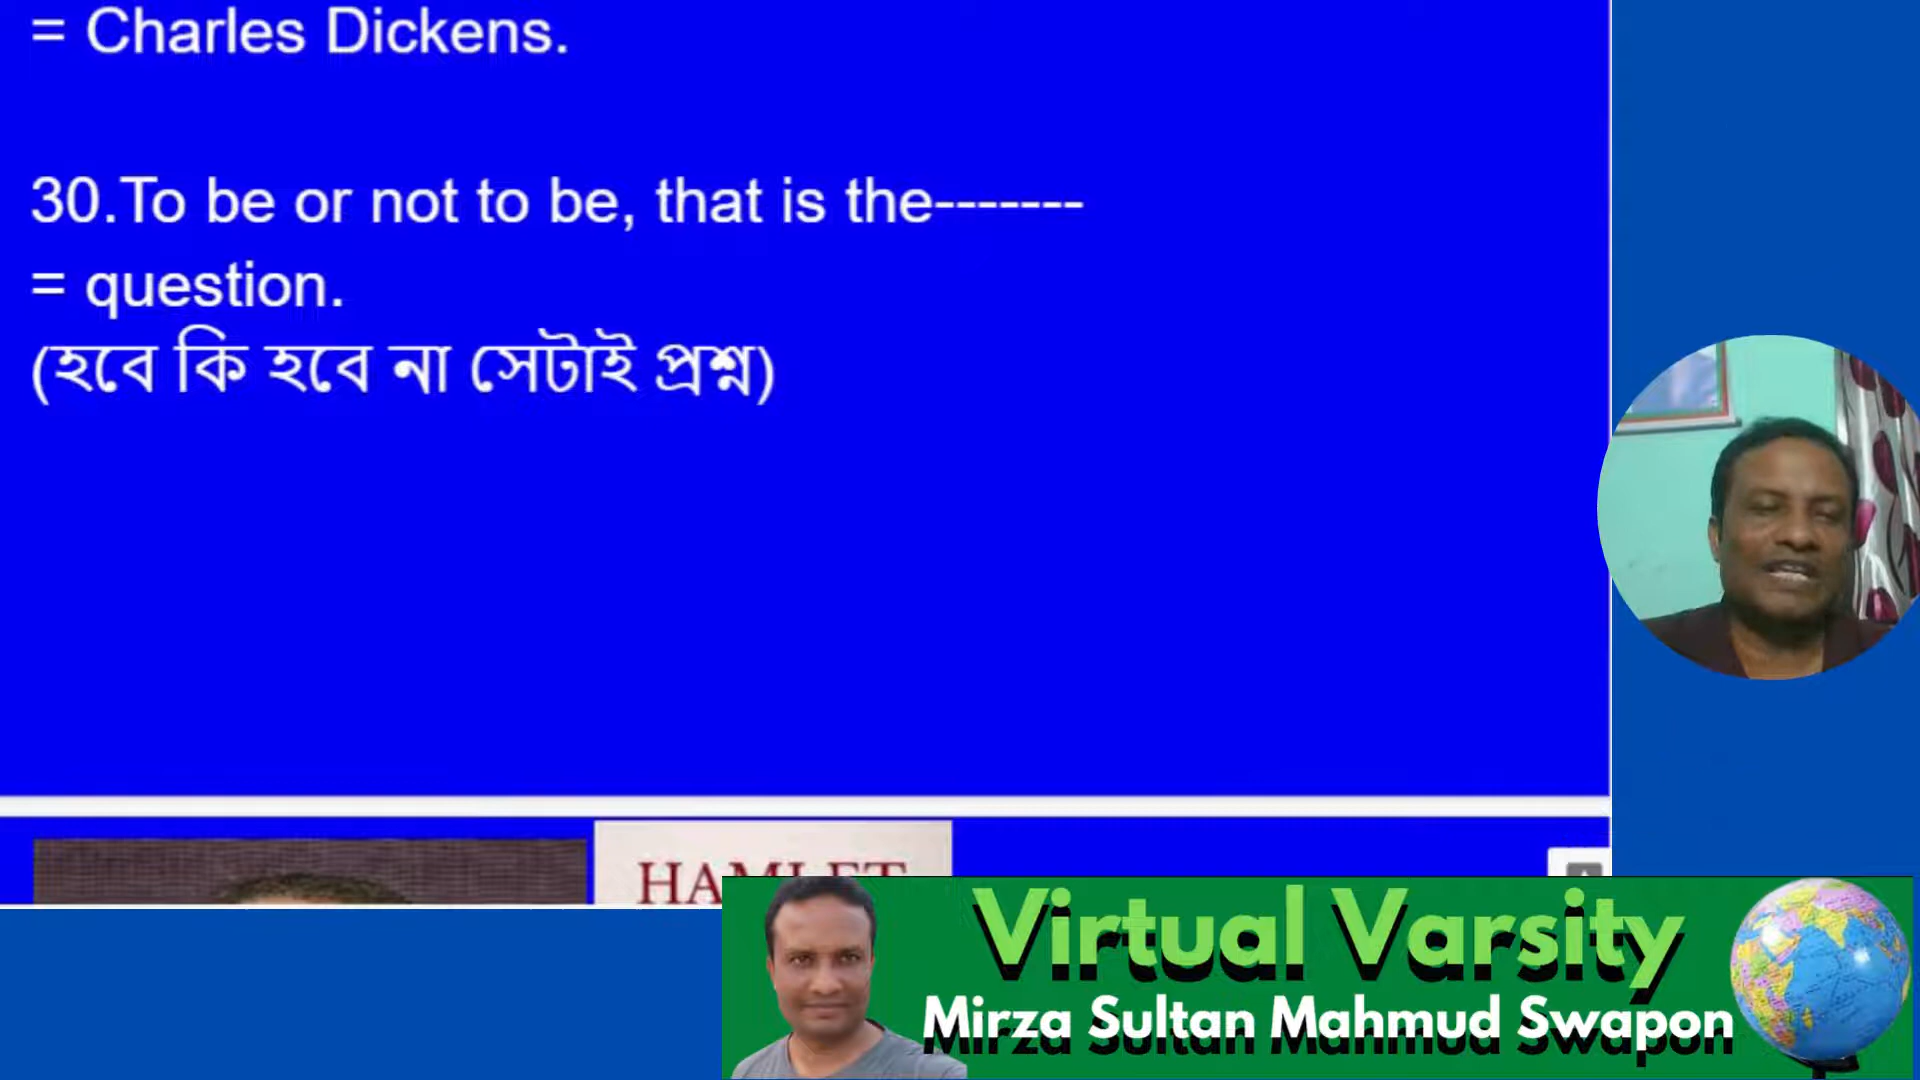 = Charles Dickens.
30.To be or not to be, that is the-------
= question.
(হবে কি হবে না সেটাই প্রশ্ন)
HAMLET
Virtual Varsity
Mirza Sultan Mahmud Swapon